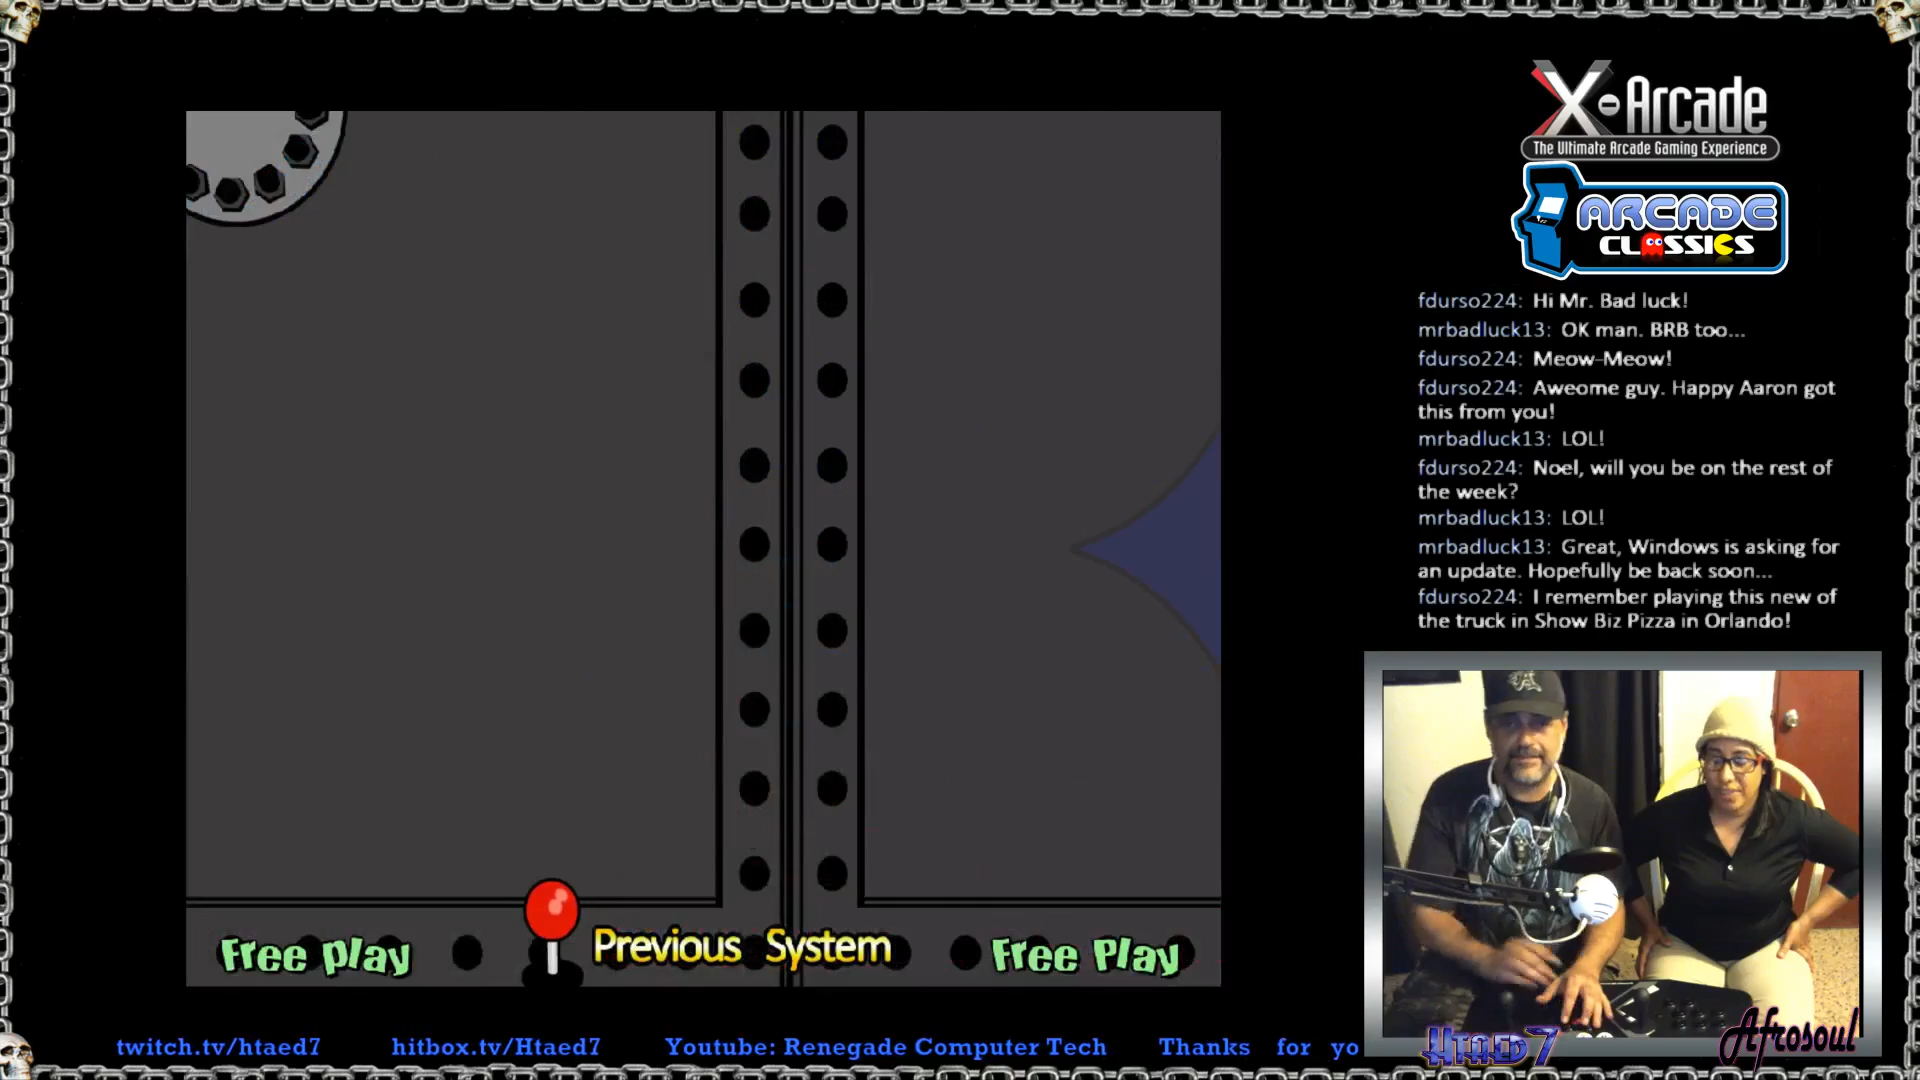 X-Arcade
The Ultimate Arcade Gaming Experience
ARCADE
CLASSICS
fdurso224: Hi Mr. Bad luck!
mrbadluck13: OK man. BRB too...
fdurso224: Meow-Meow!
fdurso224: Aweome guy. Happy Aaron got
this from you!
mrbadluck13: LOL!
fdurso224: Noel, will you be on the rest of
the week?
mrbadluck13: LOL!
mrbadluck13: Great, Windows is asking for
an update. Hopefully be back soon...
fdurso224: I remember playing this new of
the truck in Show Biz Pizza in Orlando!
Free play
Previous System
Free Play
twitch.tv/htaed7 hitbox.tv/Htaed7 Youtube: Renegade Computer Tech Thanks for yo
Htaed7
Afrosoul